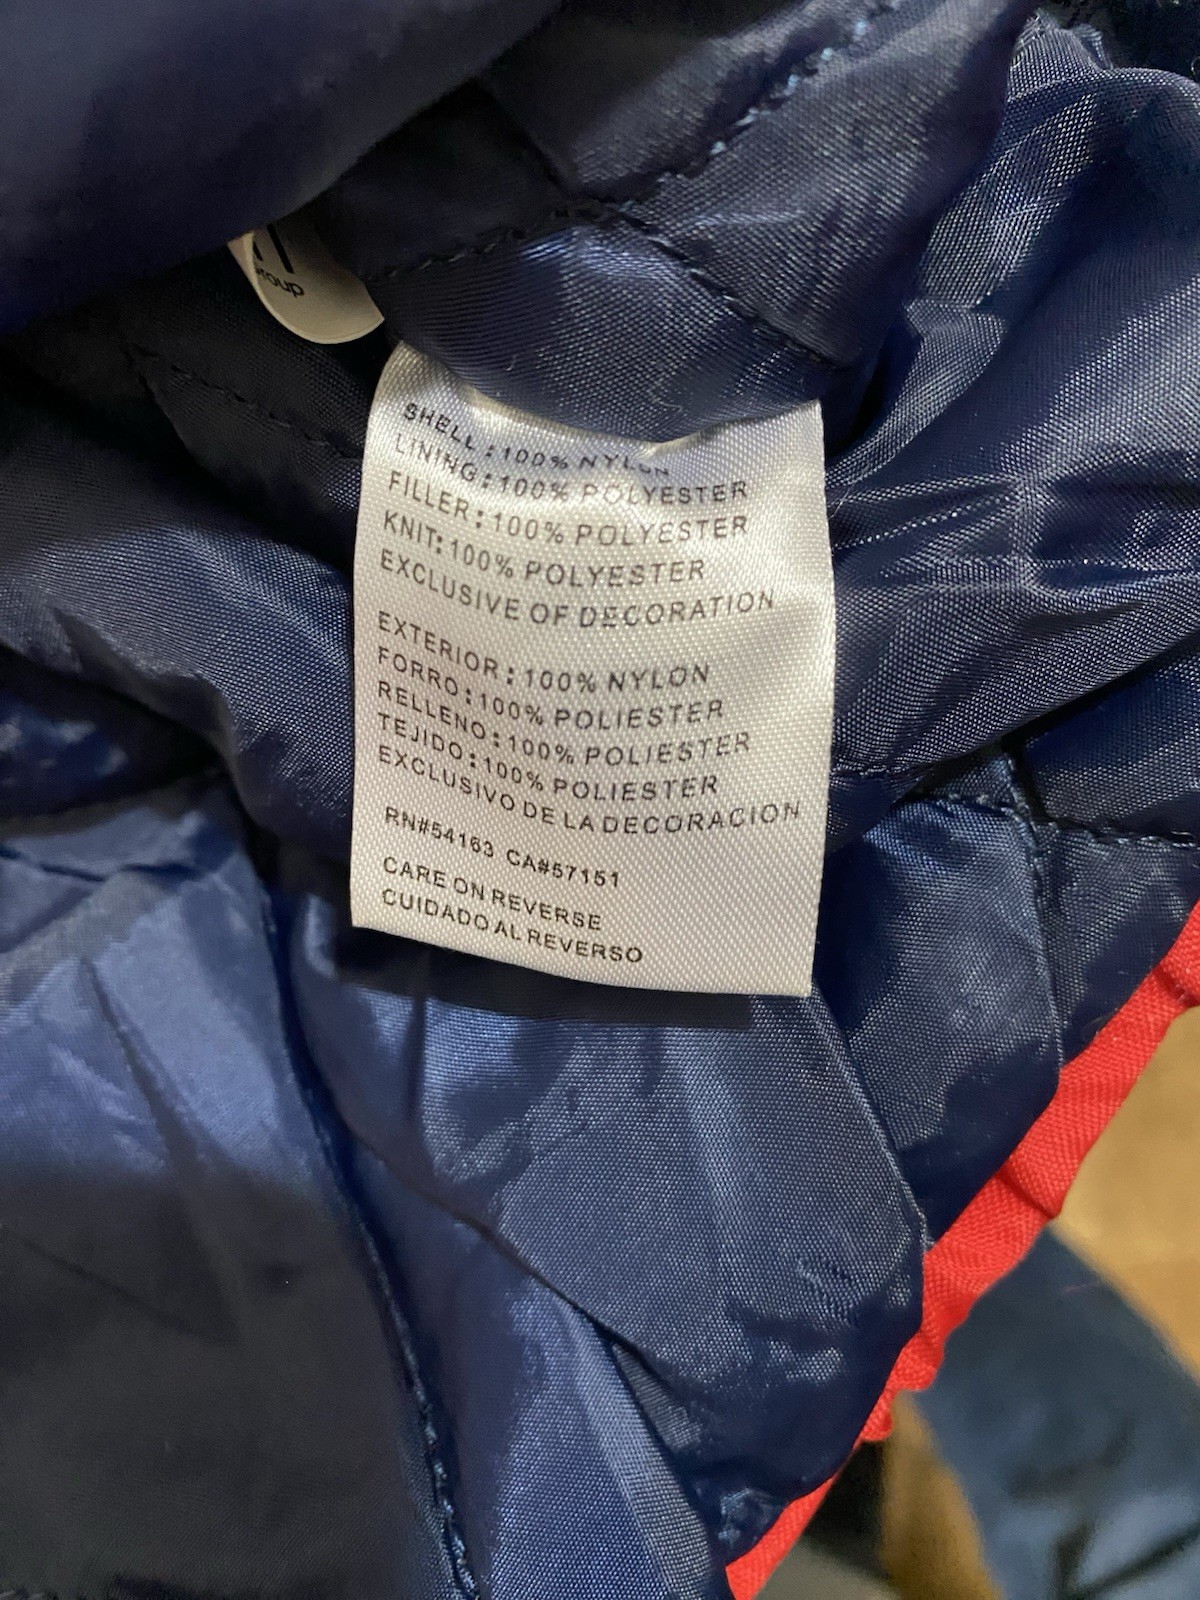 Group
SHELL:100% NYLON
LINING:100% POLYESTER
FILLER:100% POLYESTER
KNIT:100% POLYESTER
EXCLUSIVE OF DECORATION
EXTERIOR:100% NYLON
FORRO:100% POLIESTER
RELLENO:100% POLIESTER
TEJIDO:100% POLIESTER
EXCLUSIVO DE LA DECORACION
RN#54163 CA#57151
CARE ON REVERSE
CUIDADO AL REVERSO